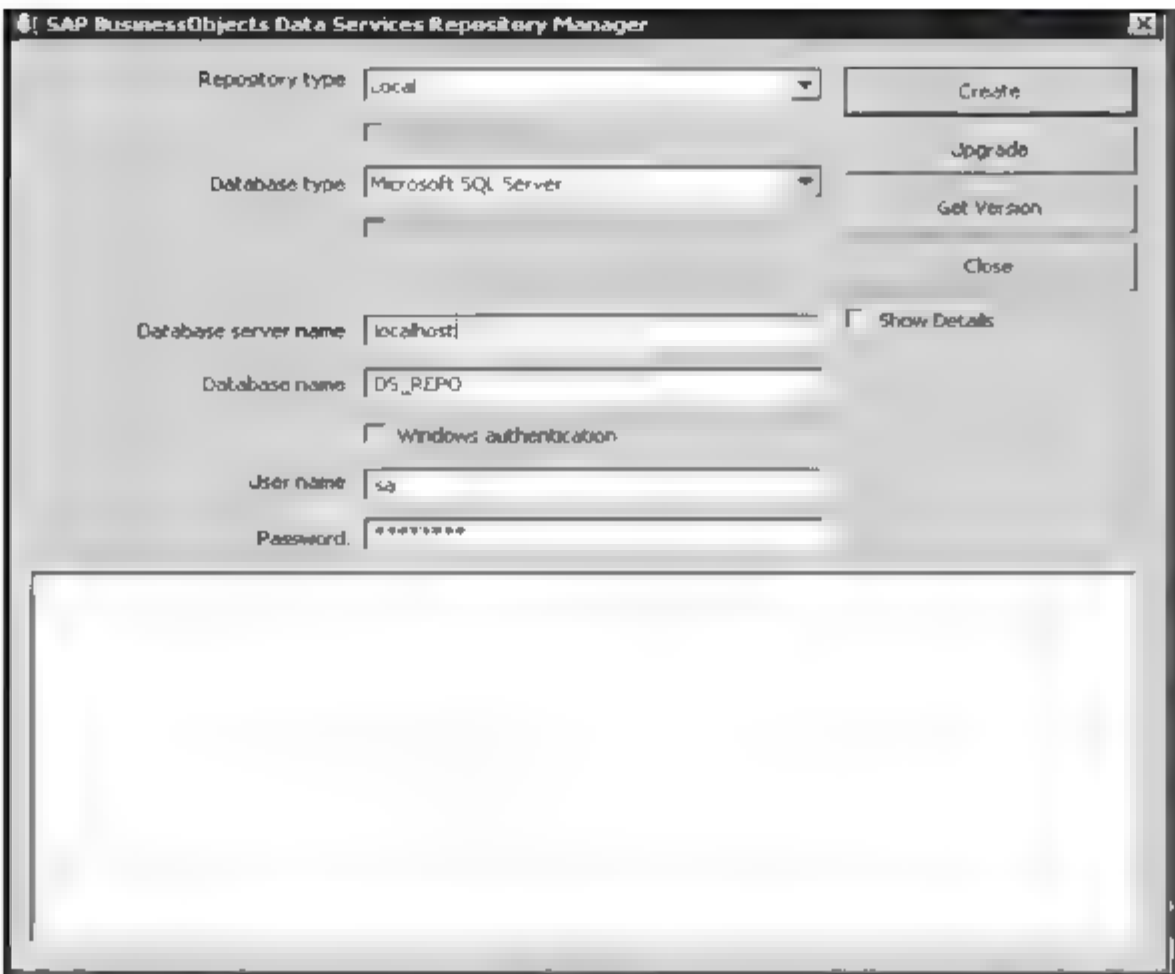 SAP BusinessObjects Data Services Repository Manager
Repository type Local Create
Upgrade
Database type Microsoft SQL Server
Get Version
Close
Database server name localhost Show Details
Database name DS_REPO
Windows authentication
User name sa
Password. ********